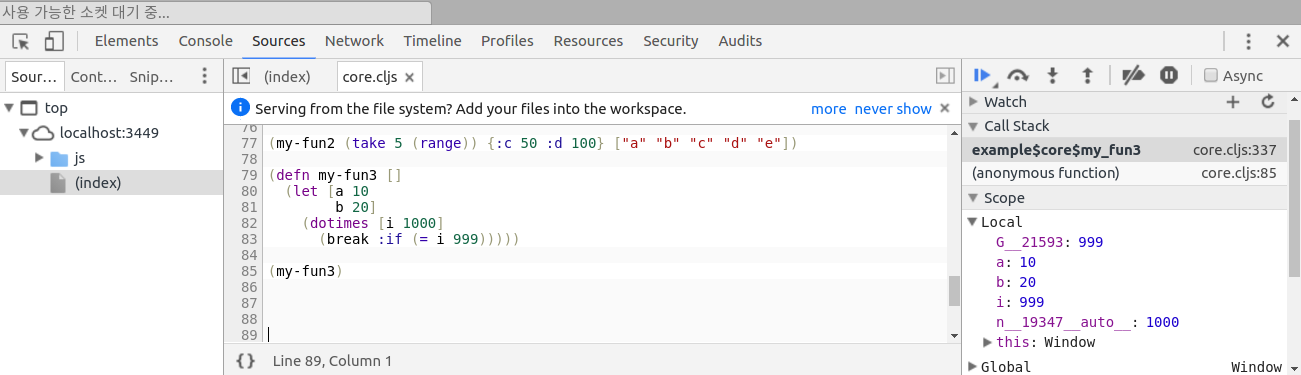 사용 가능한 소켓 대기 중...
Elements Console Sources Network Timeline Profiles Resources Security Audits
Sour... Cont... Snip...
(index) core.cljs
Async
top
localhost:3449
js
(index)
Serving from the file system? Add your files into the workspace. more never show
76
77 (my-fun2 (take 5 (range)) {:c 50 :d 100} ["a" "b" "c" "d" "e"])
78
79 (defn my-fun3 []
80 (let [a 10
81 b 20]
82 (dotimes [i 1000]
83 (break :if (= i 999)))))
84
85 (my-fun3)
86
87
88
89
{} Line 89, Column 1
Watch
Call Stack
example$core$my_fun3 core.cljs:337
(anonymous function) core.cljs:85
Scope
Local
G__21593: 999
a: 10
b: 20
i: 999
n__19347__auto__: 1000
this: Window
Global Window